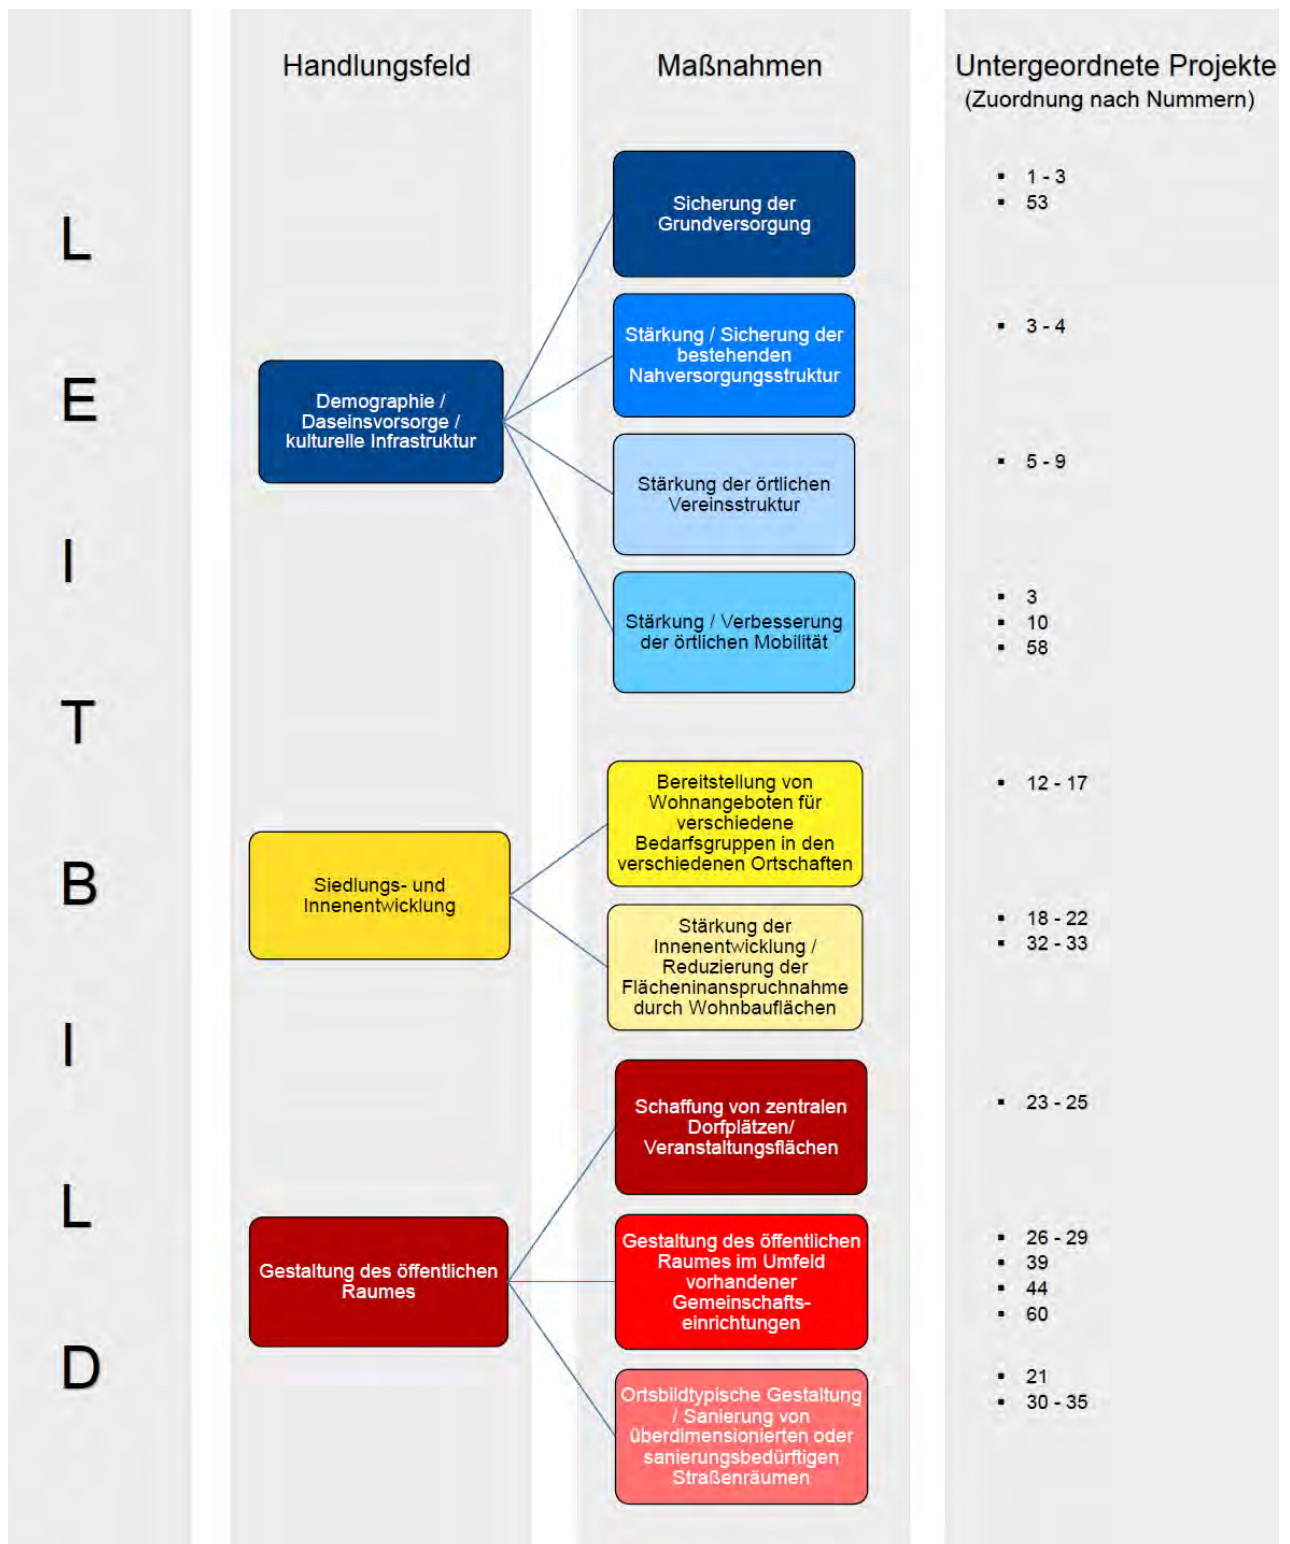 Handlungsfeld
Maßnahmen
Untergeordnete Projekte
(Zuordnung nach Nummern)
L
E
I
T
B
I
L
D
Demographie /
Daseinsvorsorge /
kulturelle Infrastruktur
Sicherung der
Grundversorgung
▪ 1 - 3
▪ 53
Stärkung / Sicherung der
bestehenden
Nahversorgungsstruktur
▪ 3 - 4
Stärkung der örtlichen
Vereinsstruktur
▪ 5 - 9
Stärkung / Verbesserung
der örtlichen Mobilität
▪ 3
▪ 10
▪ 58
Siedlungs- und
Innenentwicklung
Bereitstellung von
Wohnangeboten für
verschiedene
Bedarfsgruppen in den
verschiedenen Ortschaften
▪ 12 - 17
Stärkung der
Innenentwicklung /
Reduzierung der
Flächeninanspruchnahme
durch Wohnbauflächen
▪ 18 - 22
▪ 32 - 33
Gestaltung des öffentlichen
Raumes
Schaffung von zentralen
Dorfplätzen/
Veranstaltungsflächen
▪ 23 - 25
Gestaltung des öffentlichen
Raumes im Umfeld
vorhandener
Gemeinschafts-
einrichtungen
▪ 26 - 29
▪ 39
▪ 44
▪ 60
Ortsbildtypische Gestaltung
/ Sanierung von
überdimensionierten oder
sanierungsbedürftigen
Straßenräumen
▪ 21
▪ 30 - 35